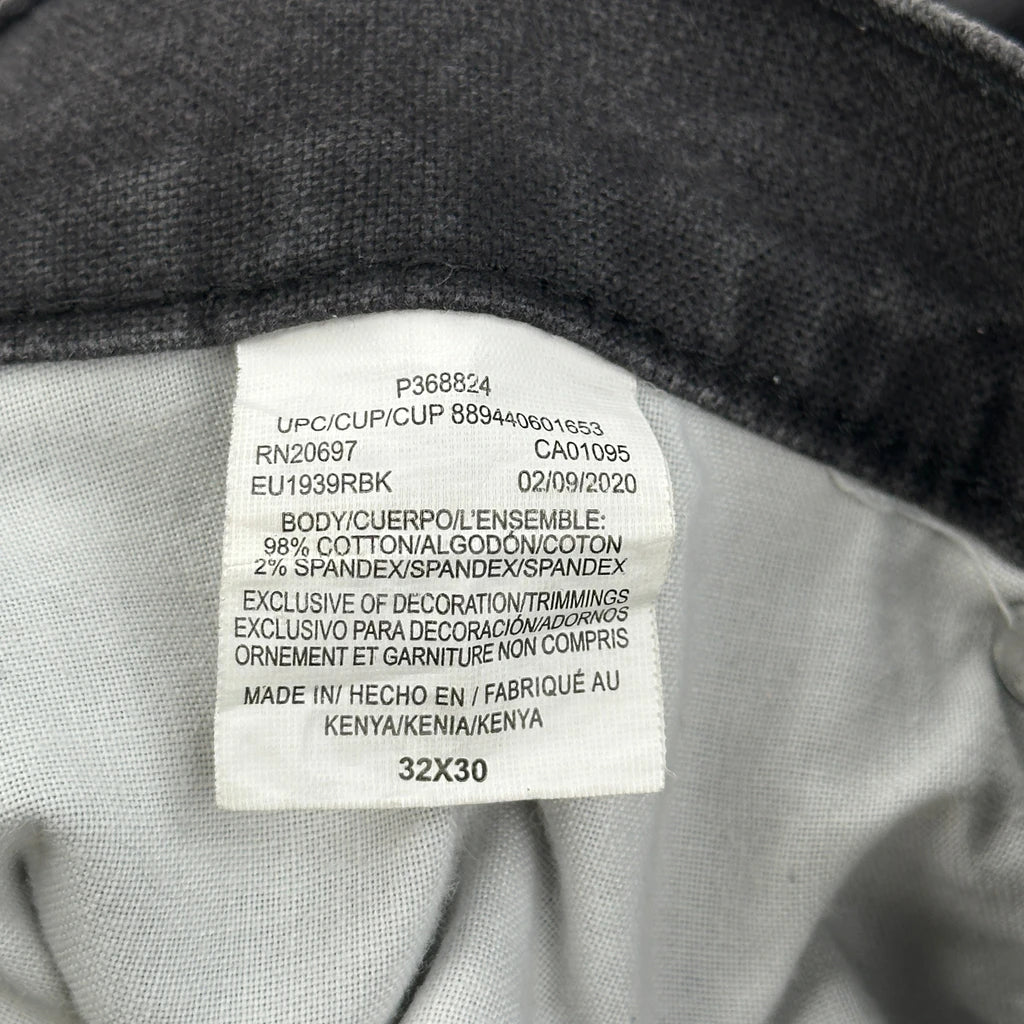 P368824
UPC/CUP/CUP 889440601653
RN20697 CA01095
EU1939RBK 02/09/2020
BODY/CUERPO/L'ENSEMBLE:
98% COTTON/ALGODÓN/COTON
2% SPANDEX/SPANDEX/SPANDEX
EXCLUSIVE OF DECORATION/TRIMMINGS
EXCLUSIVO PARA DECORACIÓN/ADORNOS
ORNEMENT ET GARNITURE NON COMPRIS
MADE IN/ HECHO EN / FABRIQUÉ AU
KENYA/KENIA/KENYA
32X30